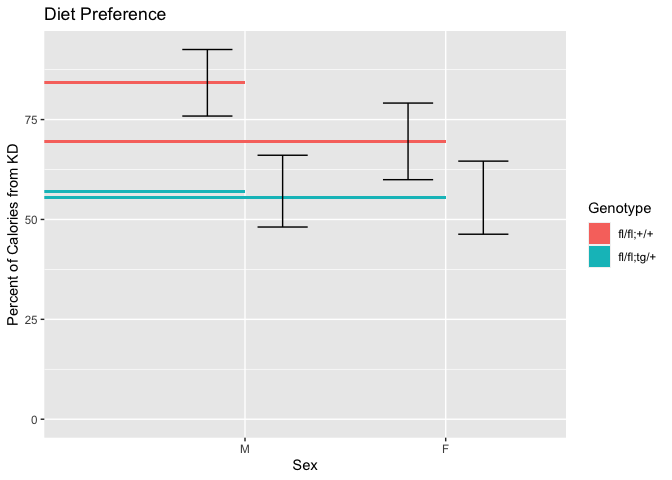 Diet Preference
Percent of Calories from KD
75
50
25
0
M
F
Sex
Genotype
fl/fl;+/+
fl/fl;tg/+